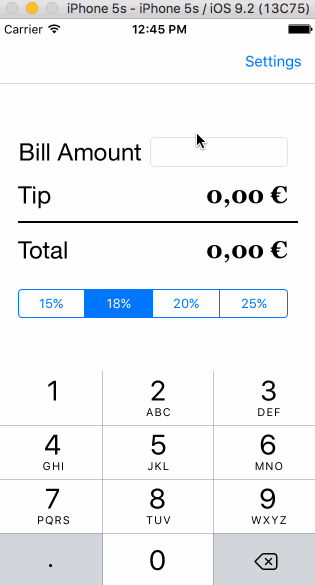 iPhone 5s - iPhone 5s / iOS 9.2 (13C75)
Carrier 12:45 PM
Settings
Bill Amount
Tip 0,00 €
Total 0,00 €
15% 18% 20% 25%
1 2 3
ABC DEF
4 5 6
GHI JKL MNO
7 8 9
PQRS TUV WXYZ
. 0